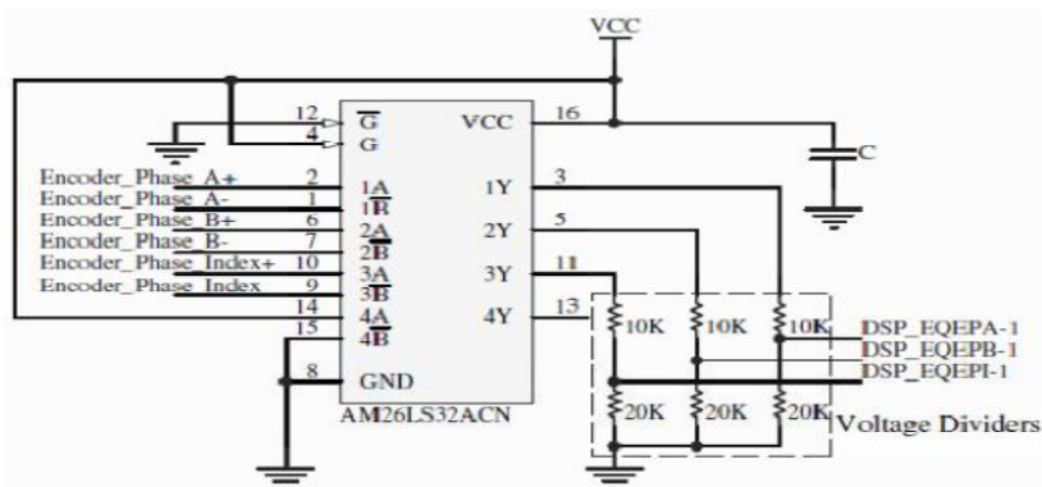 VCC
12 G VCC 16
4 G
Encoder_Phase_A+ 2 1A 1Y 3
Encoder_Phase_A- 1 1B
Encoder_Phase_B+ 6 2A 2Y 5
Encoder_Phase_B- 7 2B
Encoder_Phase_Index+ 10 3A 3Y 11
Encoder_Phase_Index 9 3B
14 4A 4Y 13
15 4B
8 GND
AM26LS32ACN
C
10K 10K 10K DSP_EQEPA-1
DSP_EQEPB-1
DSP_EQEPI-1
20K 20K 20K Voltage Dividers